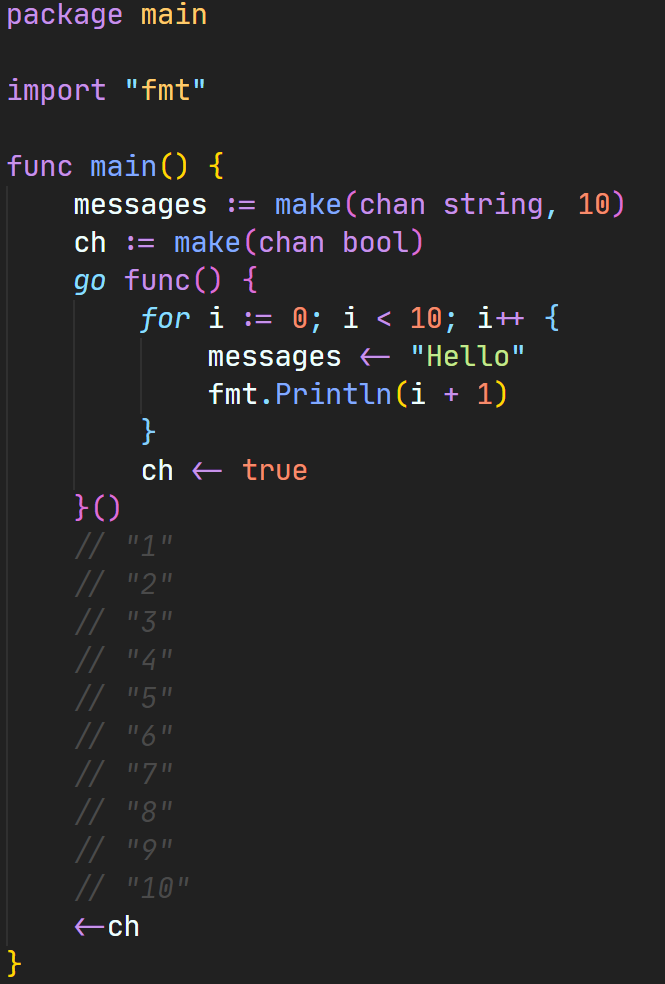 package main

import "fmt"

func main() {
    messages := make(chan string, 10)
    ch := make(chan bool)
    go func() {
        for i := 0; i < 10; i++ {
            messages <- "Hello"
            fmt.Println(i + 1)
        }
        ch <- true
    }()
    // "1"
    // "2"
    // "3"
    // "4"
    // "5"
    // "6"
    // "7"
    // "8"
    // "9"
    // "10"
    <-ch
}